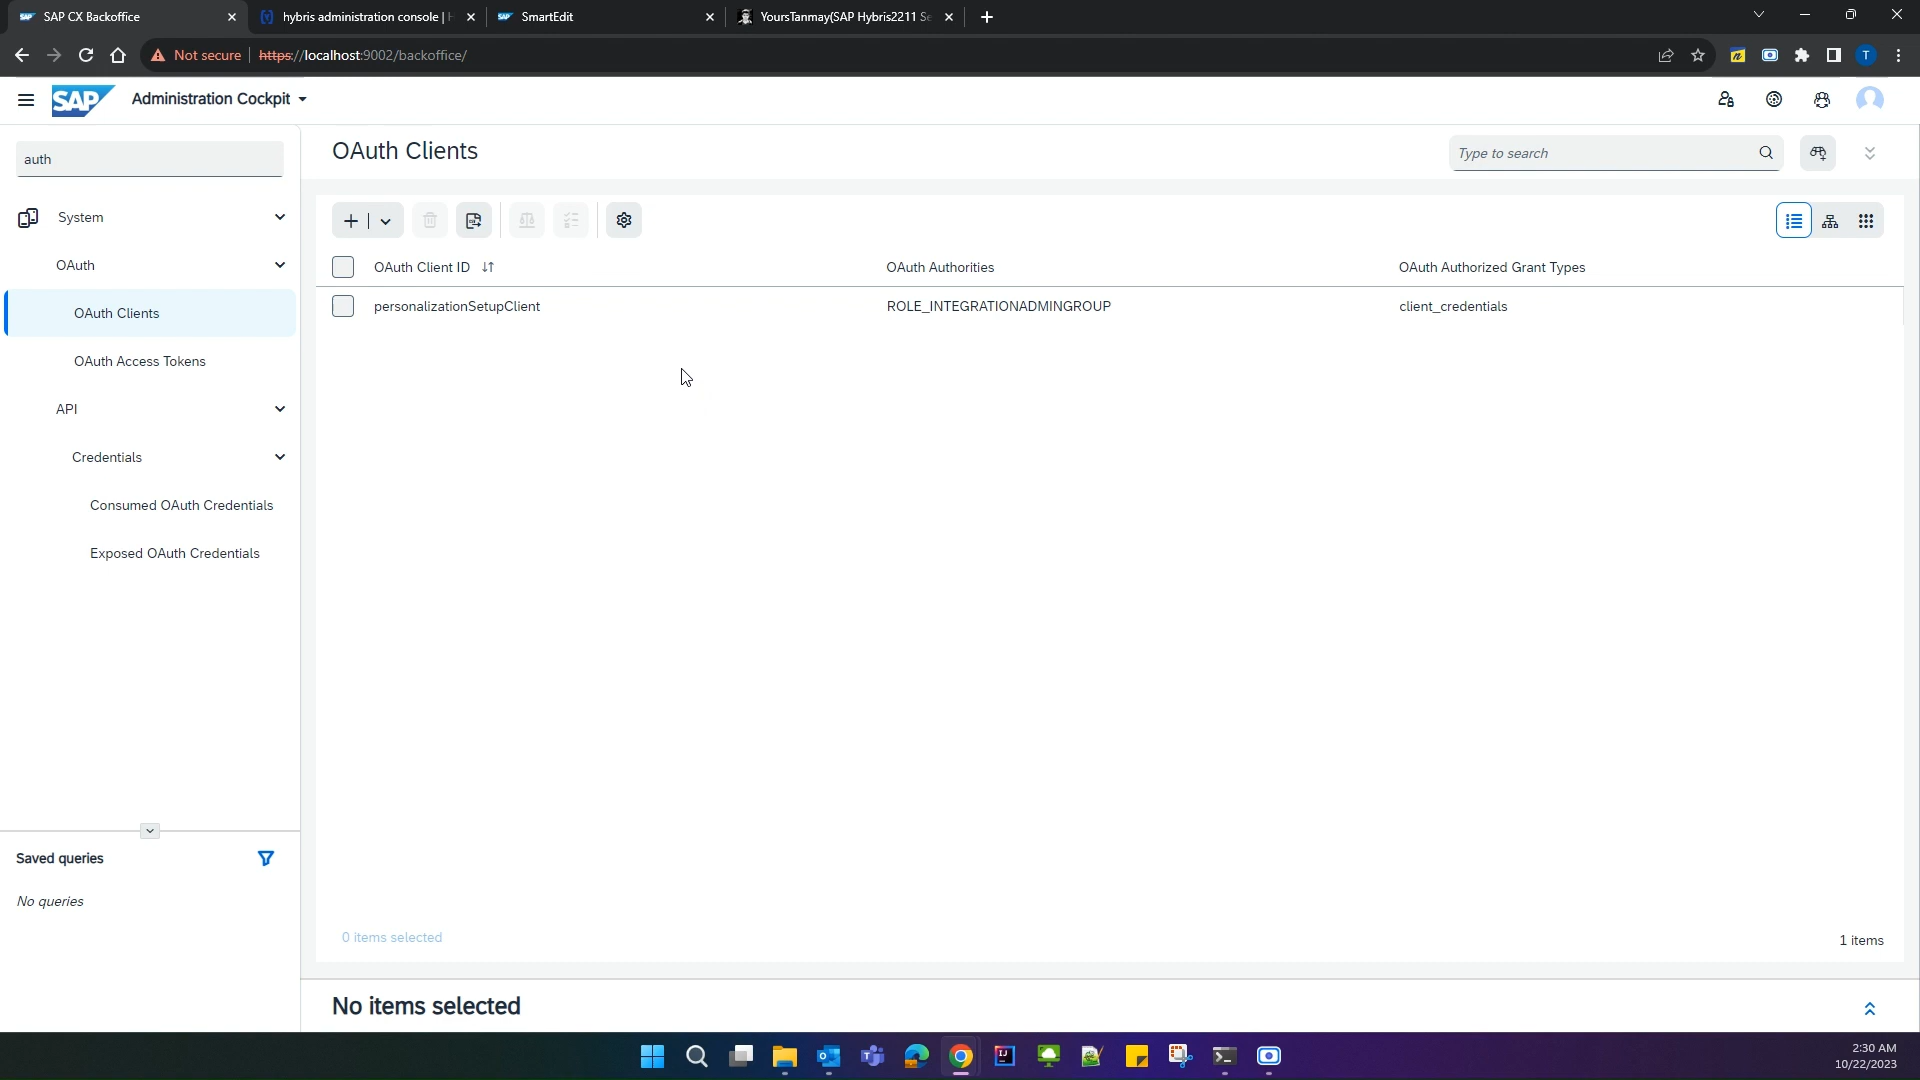 SAP CX Backoffice
hybris administration console |
SmartEdit
YoursTanmay(SAP Hybris2211 Se
Not secure
https://localhost:9002/backoffice/
T
SAP
Administration Cockpit
auth
System
OAuth
OAuth Clients
OAuth Access Tokens
API
Credentials
Consumed OAuth Credentials
Exposed OAuth Credentials
Saved queries
No queries
OAuth Clients
Type to search
OAuth Client ID
OAuth Authorities
OAuth Authorized Grant Types
personalizationSetupClient
ROLE_INTEGRATIONADMINGROUP
client_credentials
0 items selected
1 items
No items selected
2:30 AM
10/22/2023